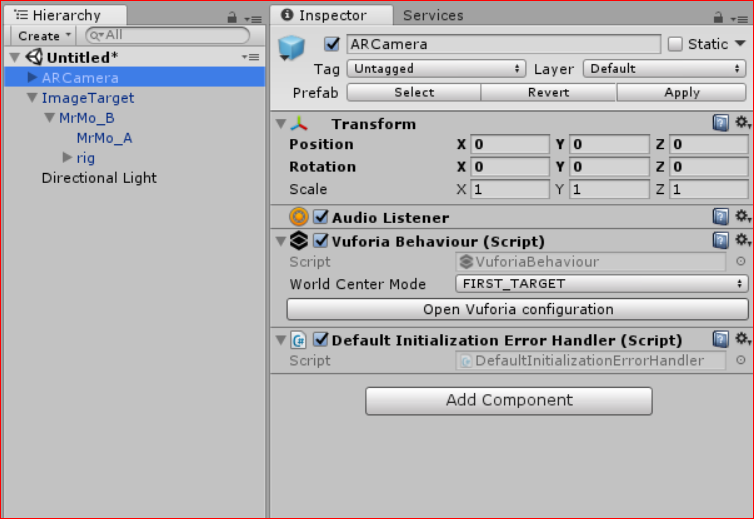 Hierarchy
Create All
Untitled*
ARCamera
ImageTarget
MrMo_B
MrMo_A
rig
Directional Light
Inspector Services
ARCamera Static
Tag Untagged Layer Default
Prefab Select Revert Apply
Transform
Position X 0 Y 0 Z 0
Rotation X 0 Y 0 Z 0
Scale X 1 Y 1 Z 1
Audio Listener
Vuforia Behaviour (Script)
Script VuforiaBehaviour
World Center Mode FIRST_TARGET
Open Vuforia configuration
C# Default Initialization Error Handler (Script)
Script DefaultInitializationErrorHandler
Add Component